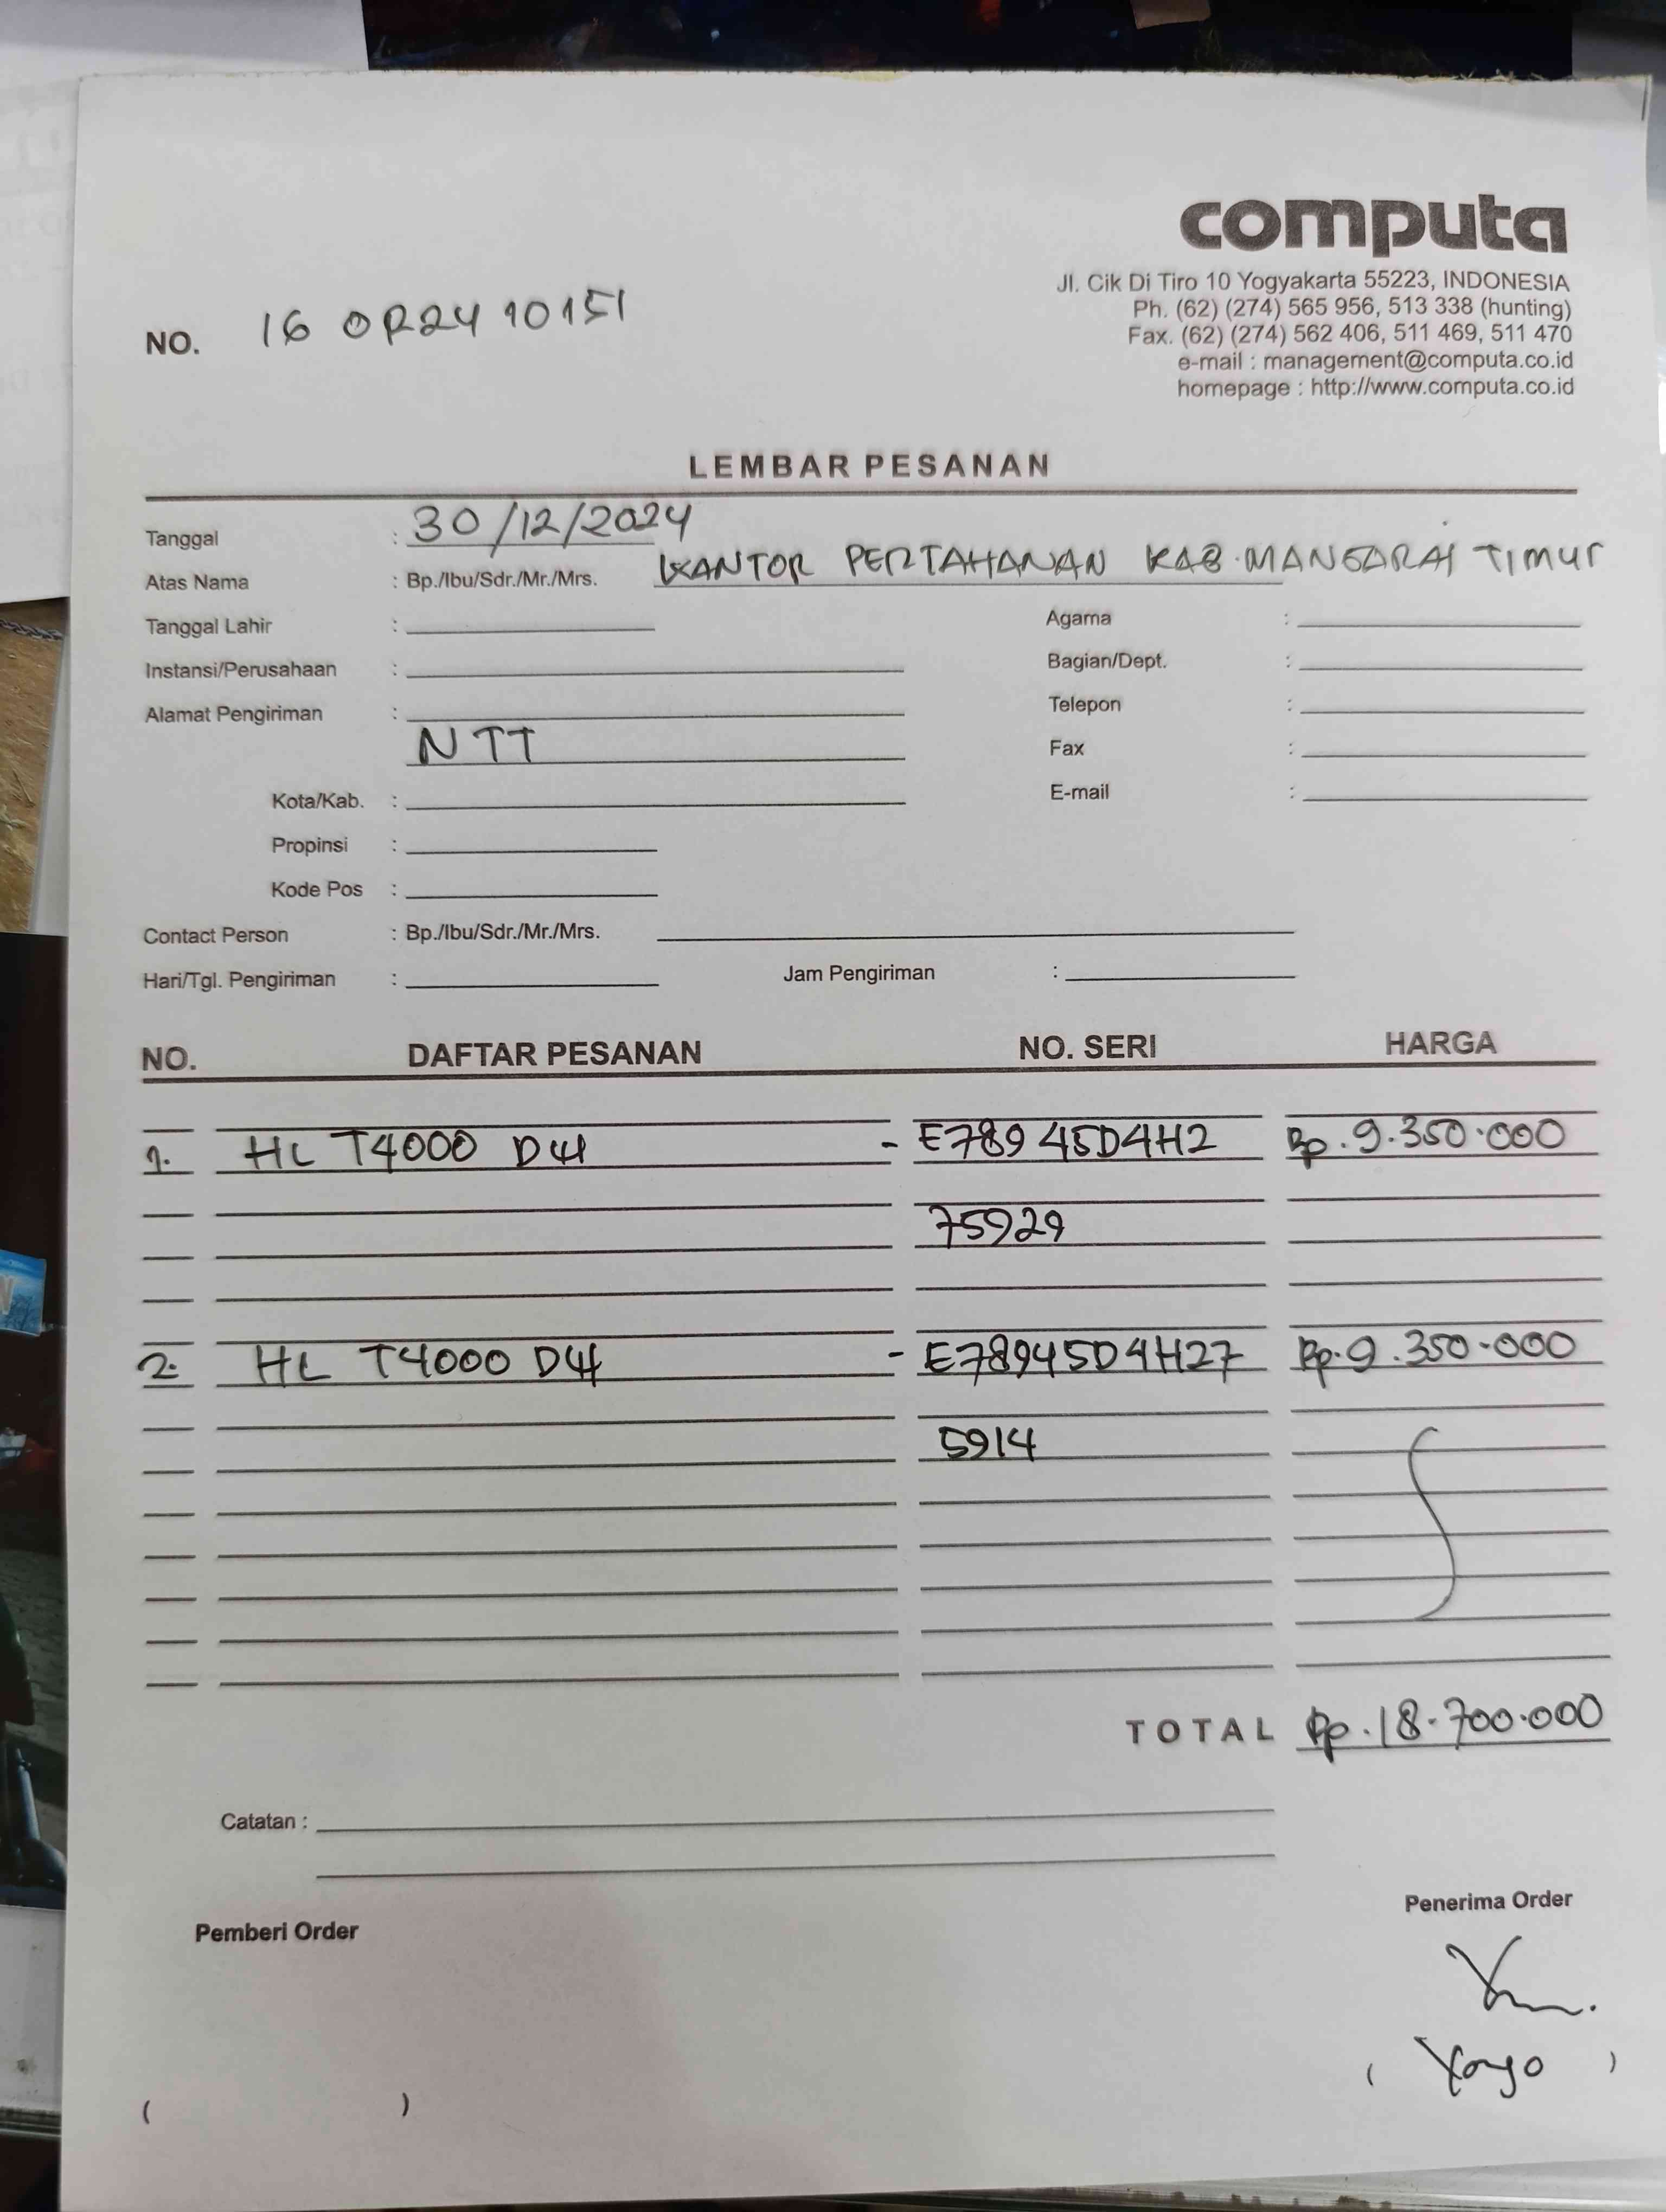 computa
Jl. Cik Di Tiro 10 Yogyakarta 55223, INDONESIA
Ph. (62) (274) 565 956, 513 338 (hunting)
Fax. (62) (274) 562 406, 511 469, 511 470
e-mail : management@computa.co.id
homepage : http://www.computa.co.id
NO. 16 OR24 10151
LEMBAR PESANAN
Tanggal : 30/12/2024
Atas Nama : Bp./Ibu/Sdr./Mr./Mrs. KANTOR PERTAHANAN KAB. MANGARAI TIMUR
Tanggal Lahir : Agama :
Instansi/Perusahaan : Bagian/Dept. :
Alamat Pengiriman : Telepon :
NTT Fax :
Kota/Kab. : E-mail :
Propinsi :
Kode Pos :
Contact Person : Bp./Ibu/Sdr./Mr./Mrs.
Hari/Tgl. Pengiriman : Jam Pengiriman :
NO. DAFTAR PESANAN NO. SERI HARGA
1. HL T4000 DW - E78945D4H2 Rp. 9.350.000
75929
2. HL T4000 DW - E78945D4H27 Rp. 9.350.000
5914
TOTAL Rp. 18.700.000
Catatan :
Pemberi Order Penerima Order
( ) ( Yoyo )